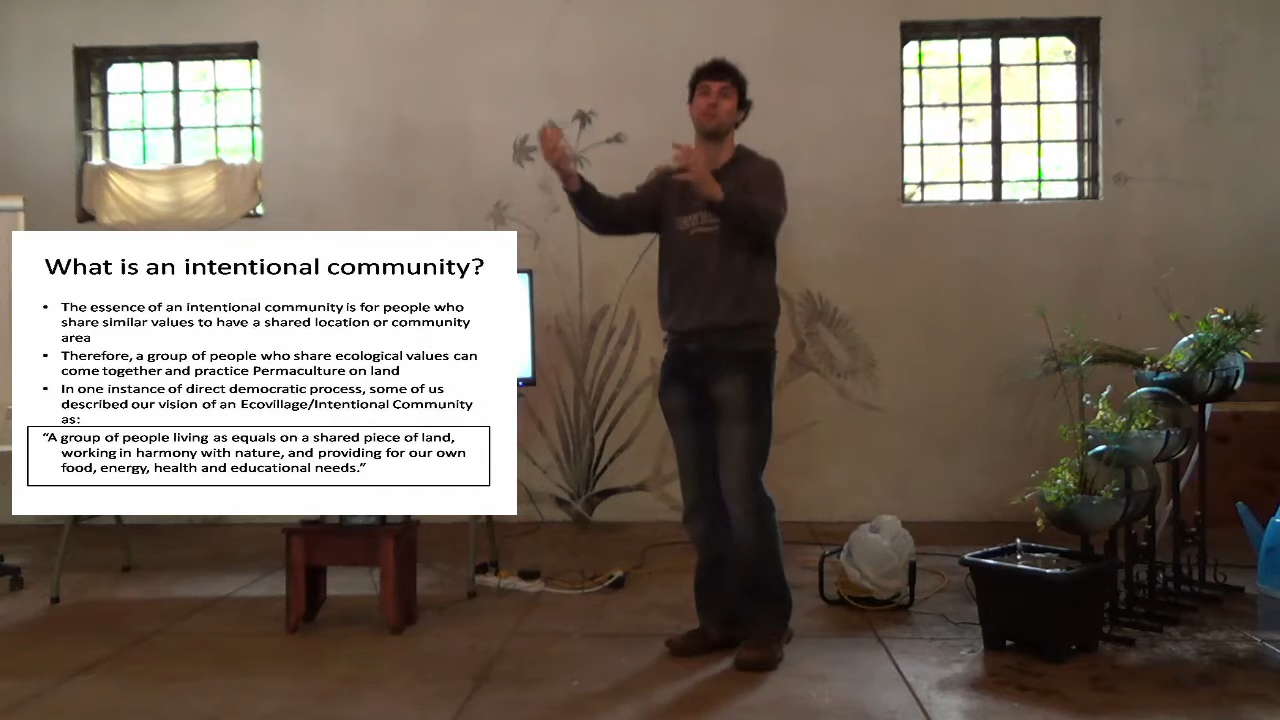 What is an intentional community?
• The essence of an intentional community is for people who
share similar values to have a shared location or community
area
• Therefore, a group of people who share ecological values can
come together and practice Permaculture on land
• In one instance of direct democratic process, some of us
described our vision of an Ecovillage/Intentional Community
as:
“A group of people living as equals on a shared piece of land,
working in harmony with nature, and providing for our own
food, energy, health and educational needs.”